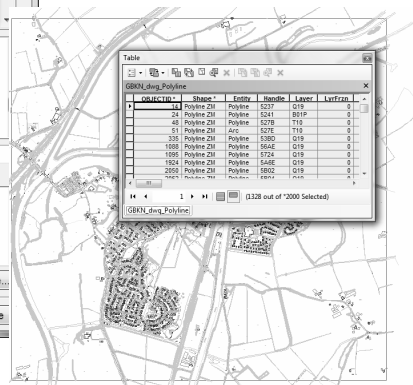 Table
GBKN_dwg_Polyline
OBJECTID * Shape * Entity Handle Layer LyrFrzn
14 Polyline ZM Polyline 5237 Q19 0
24 Polyline ZM Polyline 5241 B01P 0
48 Polyline ZM Polyline 527B T10 0
51 Polyline ZM Arc 527E T10 0
335 Polyline ZM Polyline 53BD Q19 0
1088 Polyline ZM Polyline 56AE Q19 0
1095 Polyline ZM Polyline 5724 Q19 0
1924 Polyline ZM Polyline 5A6E Q19 0
2050 Polyline ZM Polyline 5B02 Q19 0
1 (1328 out of *2000 Selected)
GBKN_dwg_Polyline